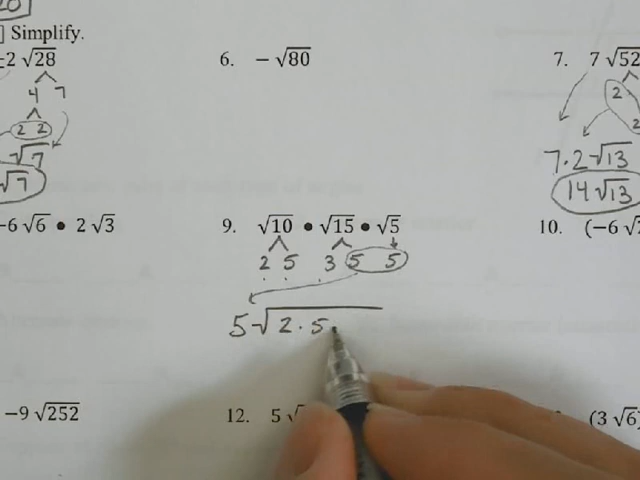 20
] Simplify.
-2 √28
4 7
2 2
√7
√7
6. -√80
7. 7 √52
2
2
7·2√13
14√13
-6 √6 • 2 √3
9. √10 • √15 • √5
2 5 3 5 5
5√2·5·
10. (-6 √
-9 √252
12. 5 √
(3 √6)